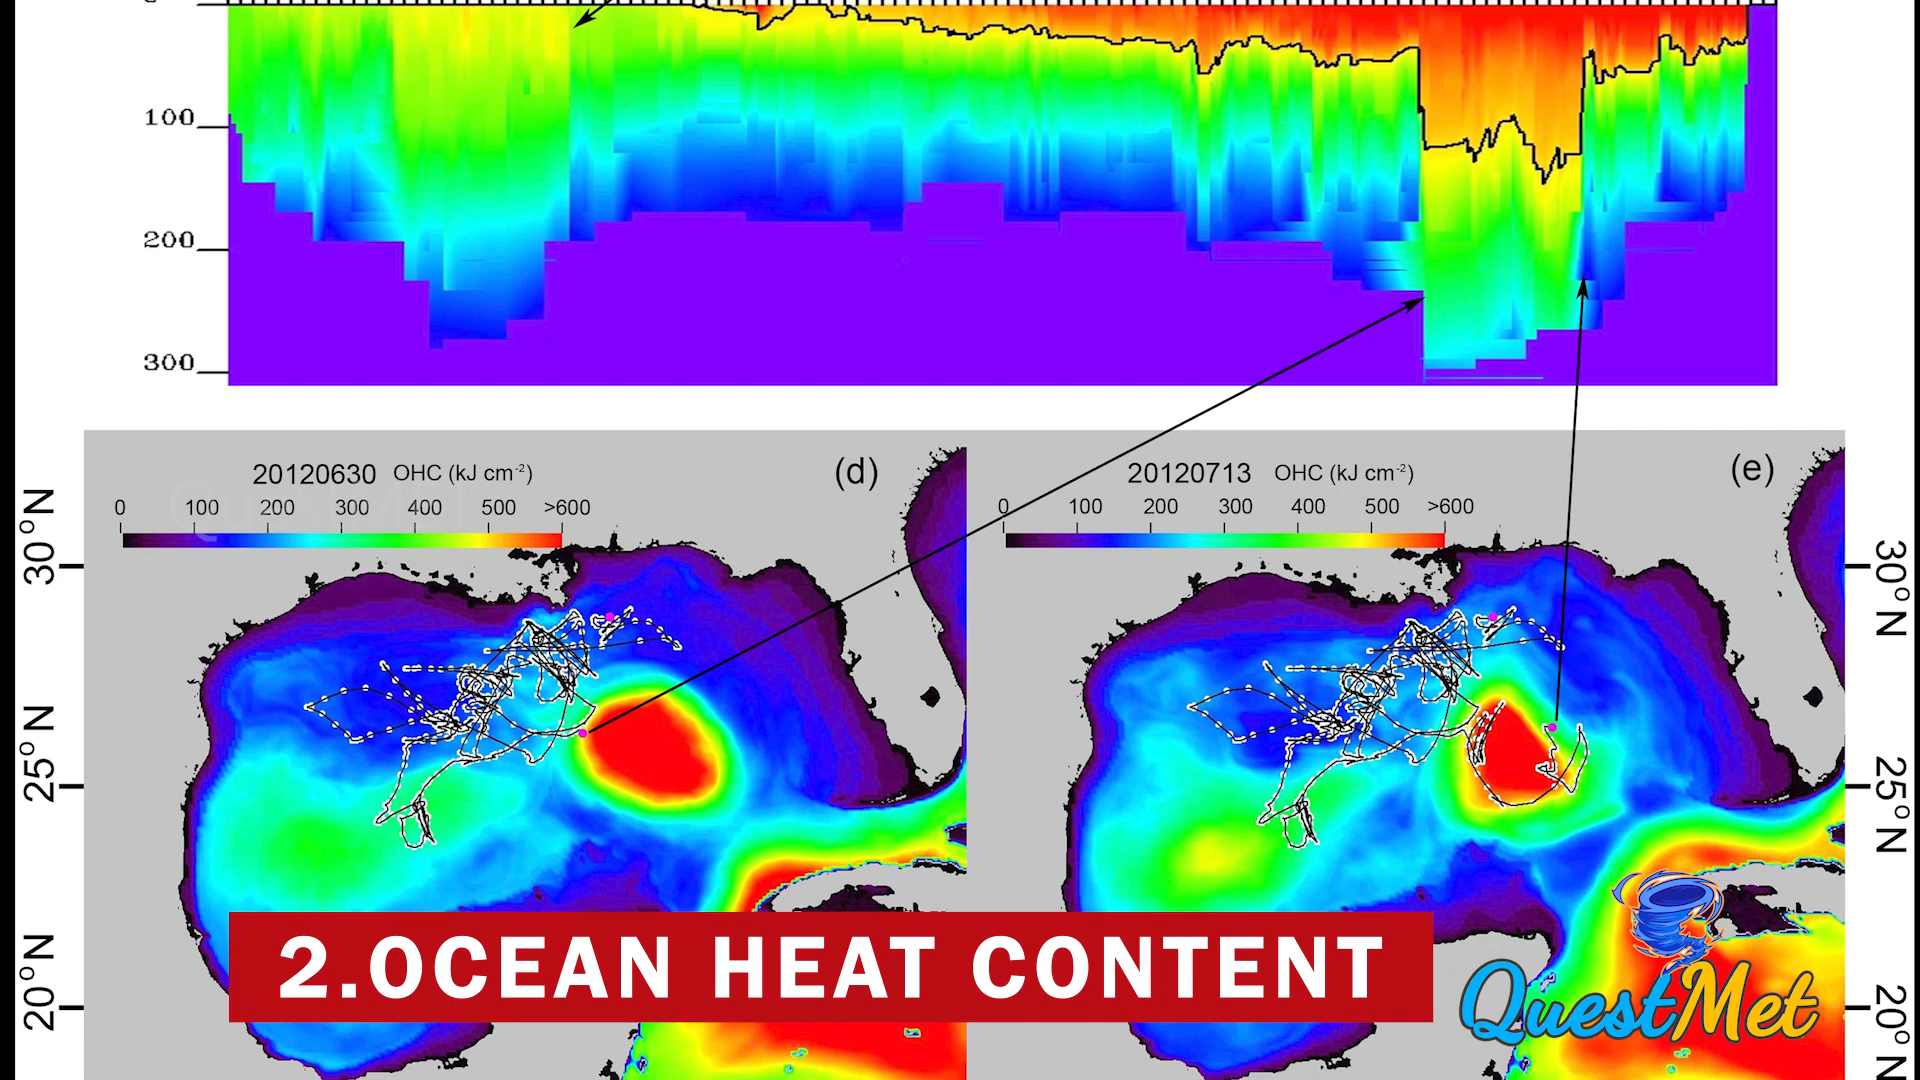 100
200
300
20120630 OHC (kJ cm-2)
(d)
0 100 200 300 400 500 >600
20120713 OHC (kJ cm-2)
(e)
0 100 200 300 400 500 >600
30°N
25°N
20°N
30°N
25°N
20°N
2.OCEAN HEAT CONTENT
QuestMet